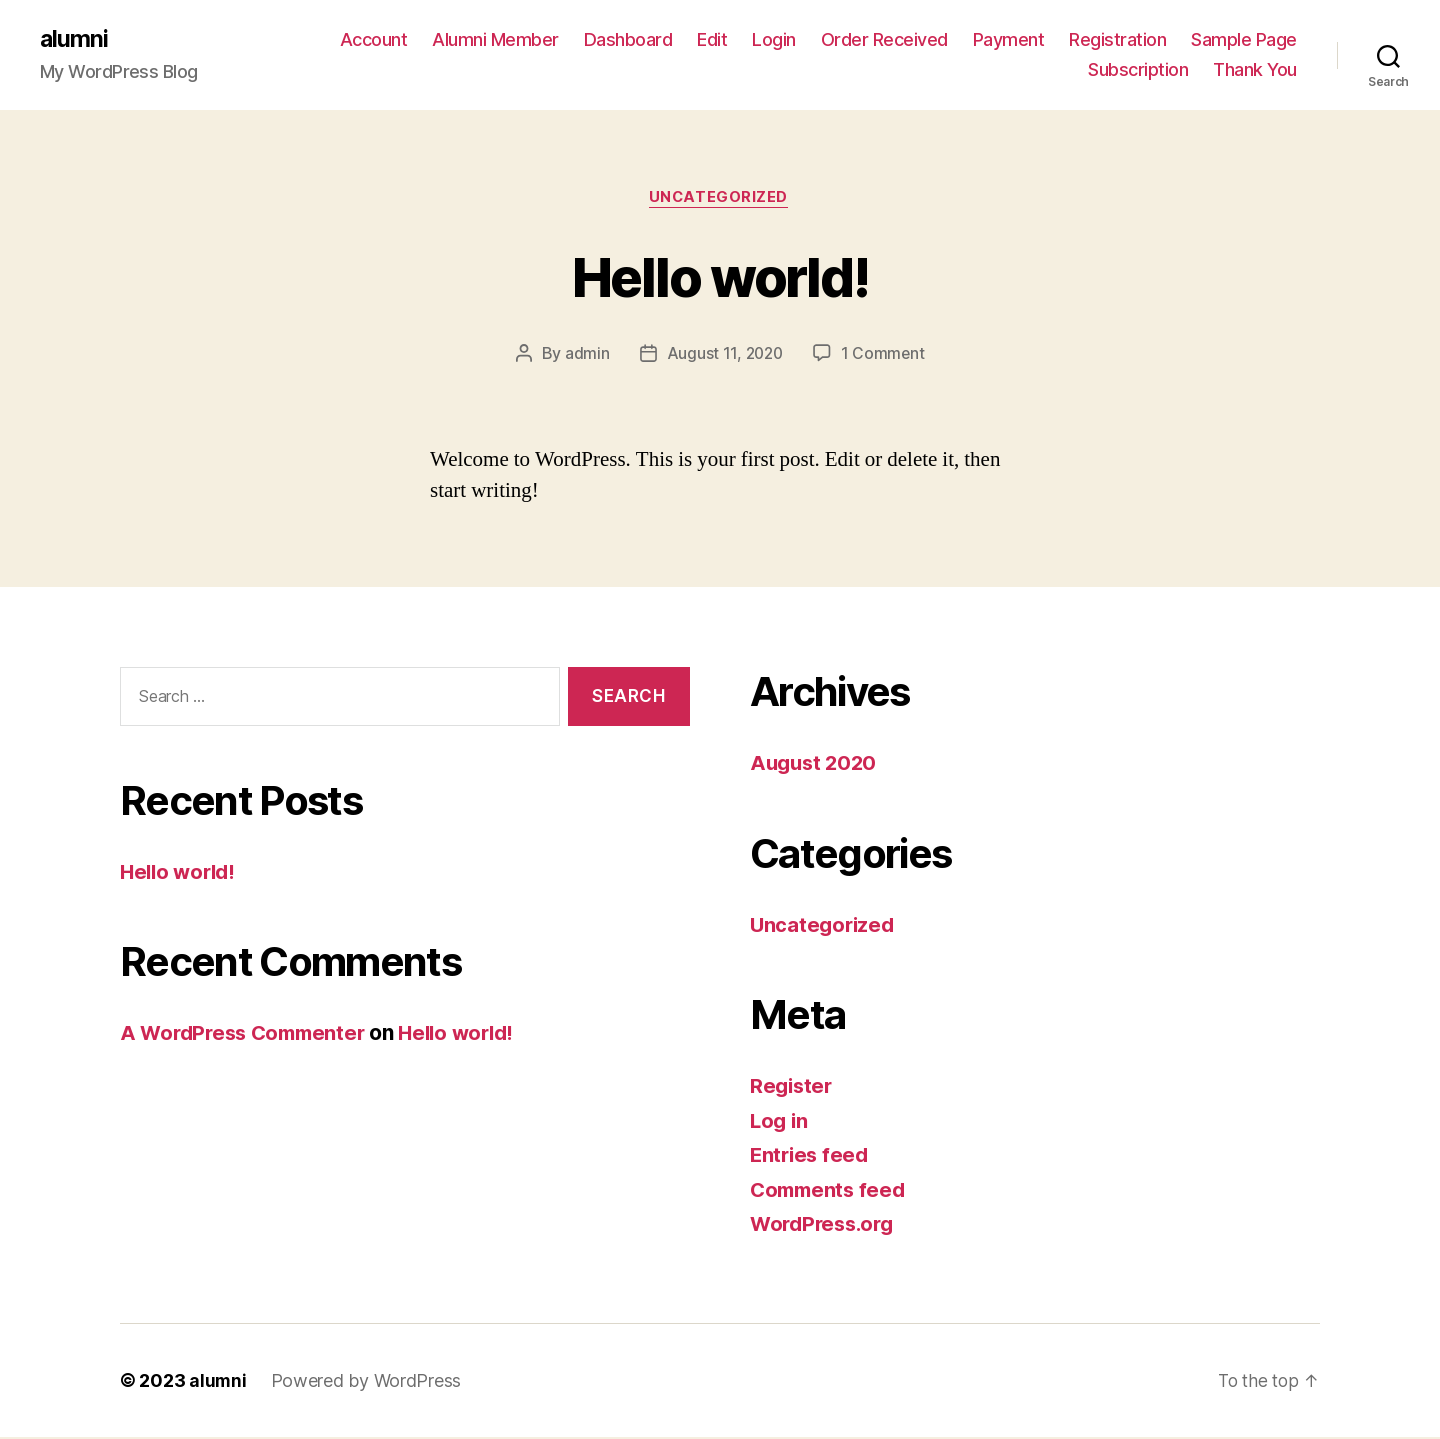 alumni
My WordPress Blog
Account Alumni Member Dashboard Edit Login Order Received Payment Registration Sample Page
Subscription Thank You
Search
UNCATEGORIZED
Hello world!
By admin August 11, 2020 1 Comment
Welcome to WordPress. This is your first post. Edit or delete it, then
start writing!
Search …
SEARCH
Recent Posts
Hello world!
Recent Comments
A WordPress Commenter on Hello world!
Archives
August 2020
Categories
Uncategorized
Meta
Register
Log in
Entries feed
Comments feed
WordPress.org
© 2023 alumni Powered by WordPress
To the top ↑